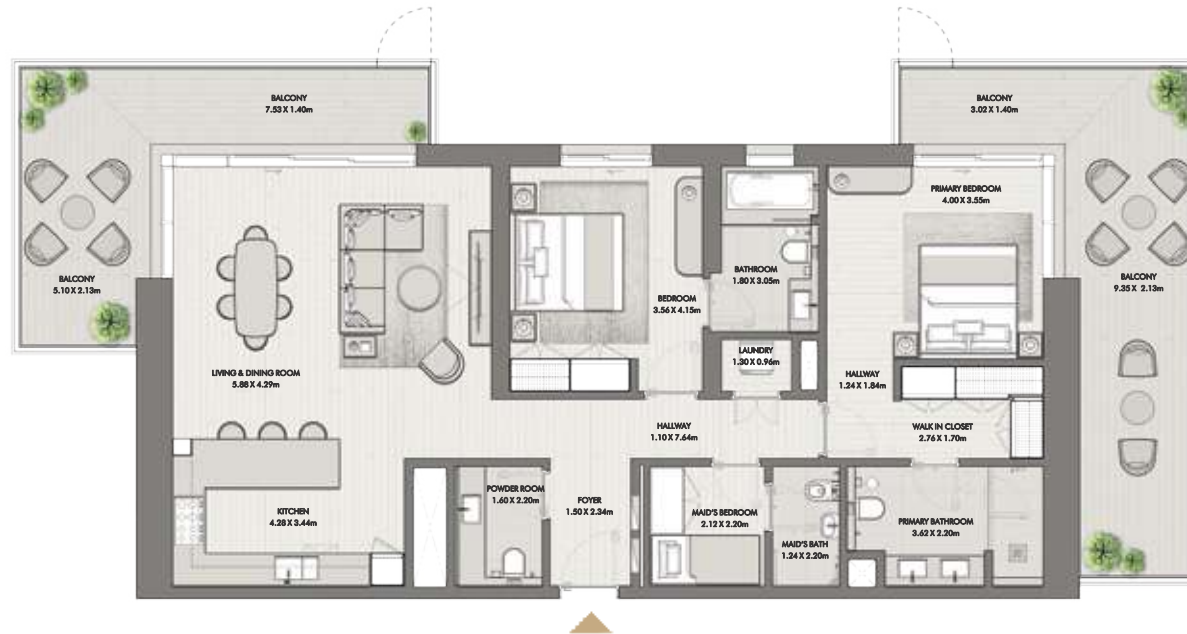 BALCONY
7.53 X 1.40m
BALCONY
3.02 X 1.40m
PRIMARY BEDROOM
4.00 X 3.55m
BALCONY
5.10 X 2.13m
BEDROOM
3.56 X 4.15m
BATHROOM
1.80 X 3.05m
BALCONY
9.35 X 2.13m
LIVING & DINING ROOM
5.88 X 4.29m
LAUNDRY
1.30 X 0.96m
HALLWAY
1.24 X 1.84m
HALLWAY
1.10 X 7.64m
WALK IN CLOSET
2.76 X 1.70m
KITCHEN
4.28 X 3.44m
POWDER ROOM
1.60 X 2.20m
FOYER
1.50 X 2.34m
MAID'S BEDROOM
2.12 X 2.20m
MAID'S BATH
1.24 X 2.20m
PRIMARY BATHROOM
3.62 X 2.20m